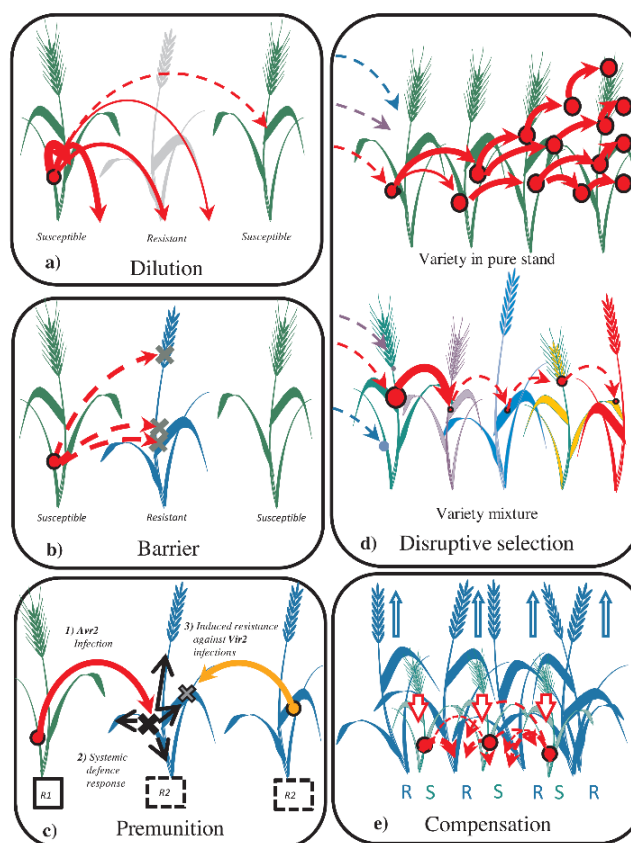 Susceptible Resistant Susceptible
a) Dilution
Susceptible Resistant Susceptible
b) Barrier
1) Avr2
Infection
3) Induced resistance
against Vir2
infections
2) Systemic
defence
response
R1 R2 R2
c) Premunition
Variety in pure stand
Variety mixture
d) Disruptive selection
R S R S R S R
e) Compensation